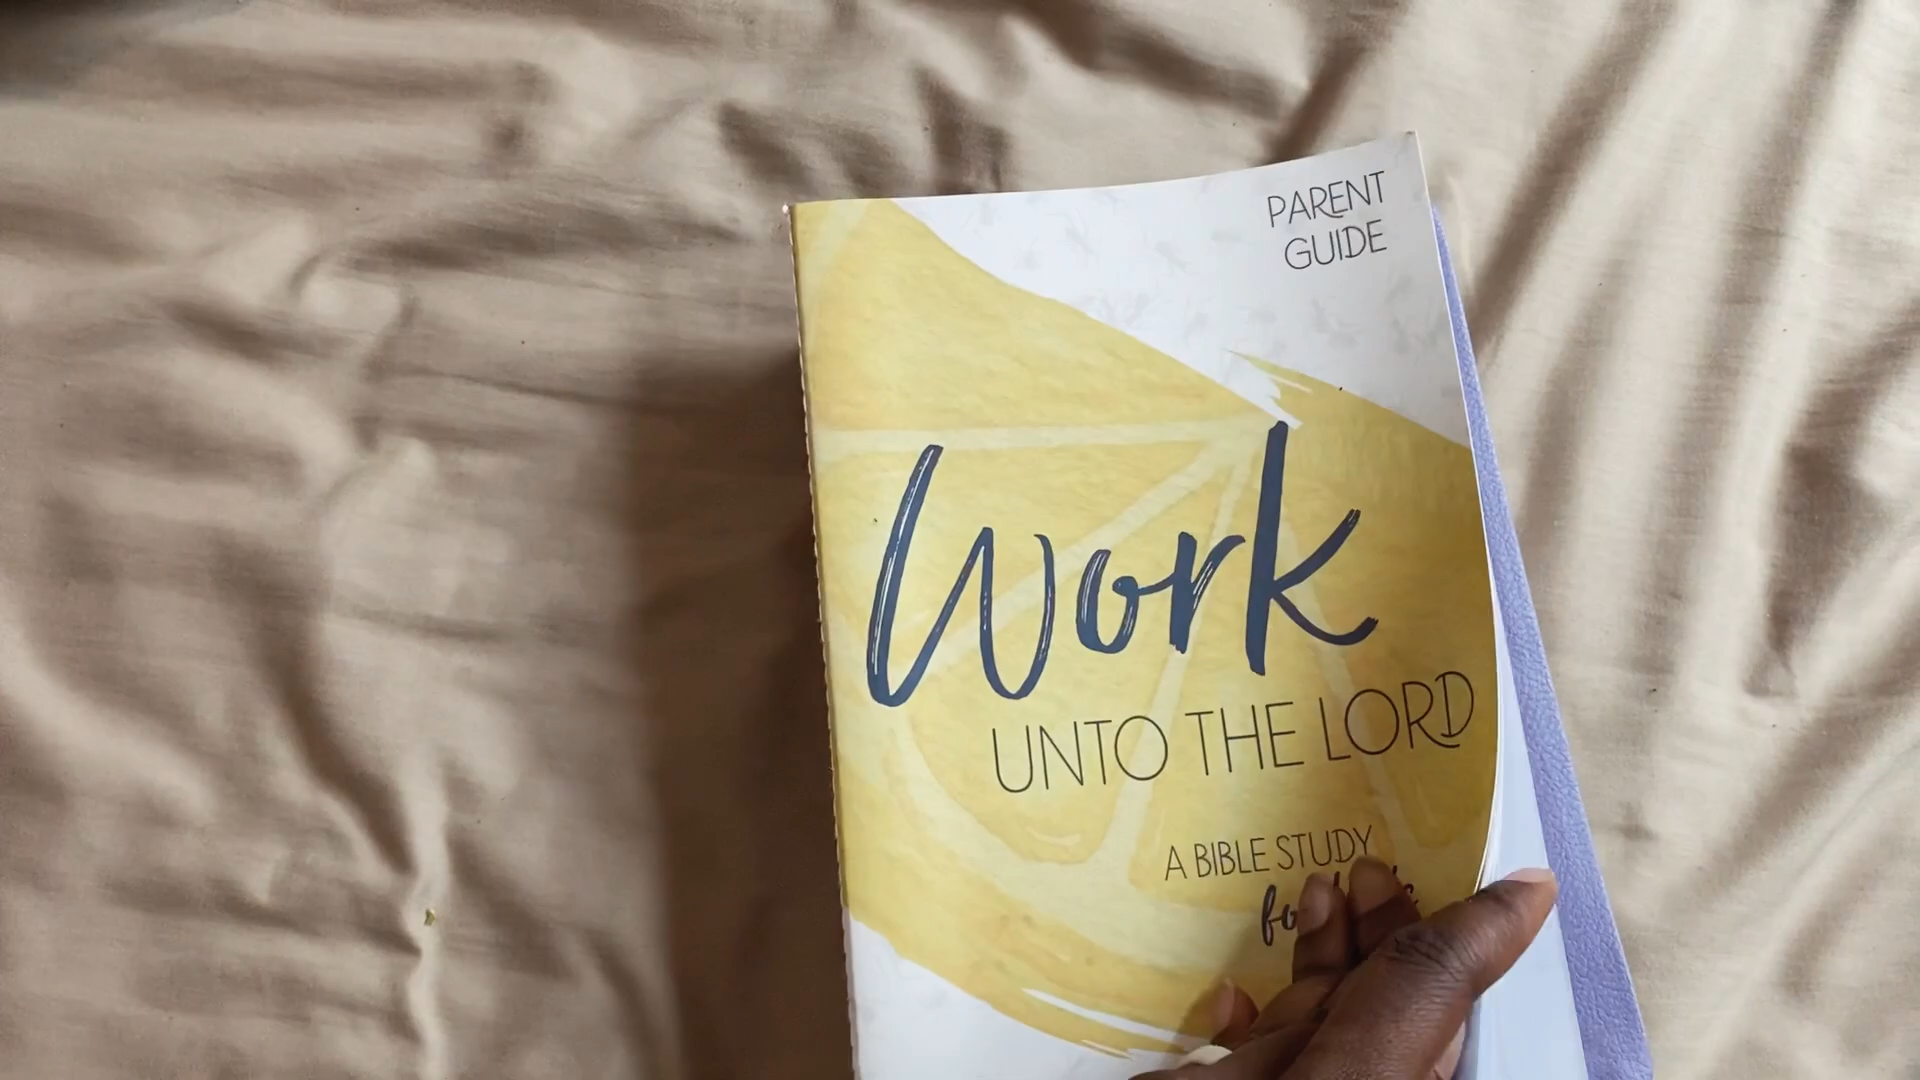 PARENT
GUIDE
Work
UNTO THE LORD
A BIBLE STUDY